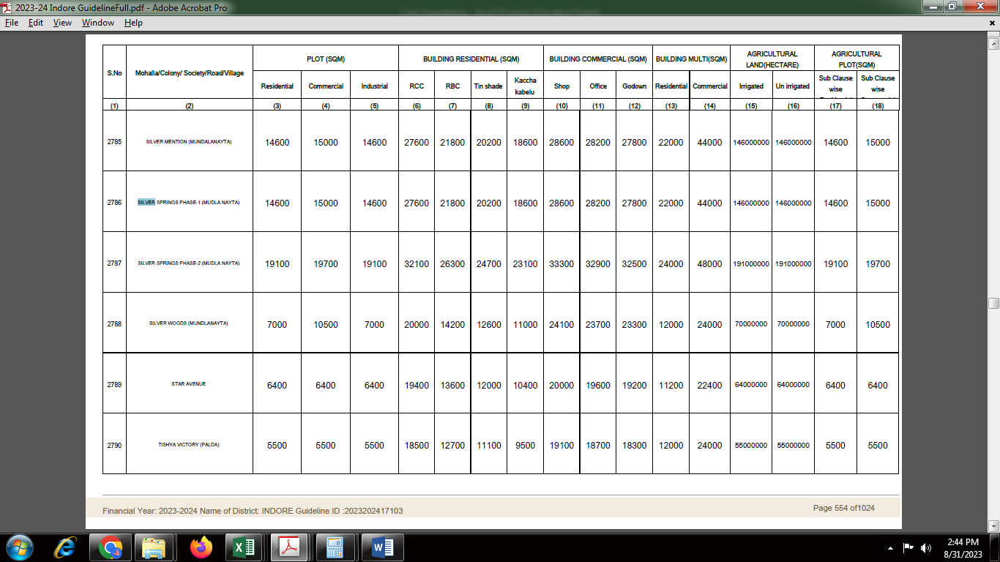 2023-24 Indore GuidelineFull.pdf - Adobe Acrobat Pro
File Edit View Window Help
S.No Mohalla/Colony/ Society/Road/Village PLOT (SQM) BUILDING RESIDENTIAL (SQM) BUILDING COMMERCIAL (SQM) BUILDING MULTI(SQM) AGRICULTURAL LAND(HECTARE) AGRICULTURAL PLOT(SQM)
Residential Commercial Industrial RCC RBC Tin shade Kaccha kabelu Shop Office Godown Residential Commercial Irrigated Un irrigated Sub Clause wise Sub Clause wise
(1) (2) (3) (4) (5) (6) (7) (8) (9) (10) (11) (12) (13) (14) (15) (16) (17) (18)
2785 SILVER MENTION (MUNDALANAYTA) 14600 15000 14600 27600 21800 20200 18600 28600 28200 27800 22000 44000 146000000 146000000 14600 15000
2786 SILVER SPRINGS PHASE-1 (MUDLA NAYTA) 14600 15000 14600 27600 21800 20200 18600 28600 28200 27800 22000 44000 146000000 146000000 14600 15000
2787 SILVER SPRINGS PHASE-2 (MUDLA NAYTA) 19100 19700 19100 32100 26300 24700 23100 33300 32900 32500 24000 48000 191000000 191000000 19100 19700
2788 SILVER WOODS (MUNDLANAYTA) 7000 10500 7000 20000 14200 12600 11000 24100 23700 23300 12000 24000 70000000 70000000 7000 10500
2789 STAR AVENUE 6400 6400 6400 19400 13600 12000 10400 20000 19600 19200 11200 22400 64000000 64000000 6400 6400
2790 TISHYA VICTORY (PALDA) 5500 5500 5500 18500 12700 11100 9500 19100 18700 18300 12000 24000 55000000 55000000 5500 5500
Financial Year: 2023-2024 Name of District: INDORE Guideline ID :2023202417103
Page 554 of1024
2:44 PM
8/31/2023